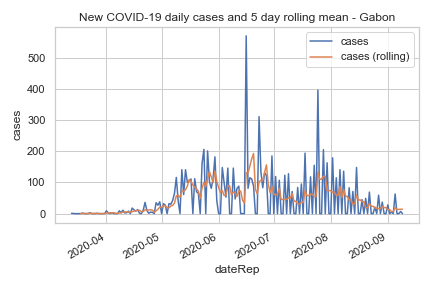 New COVID-19 daily cases and 5 day rolling mean - Gabon
cases
cases (rolling)
500
400
300
200
100
0
cases
2020-04
2020-05
2020-06
2020-07
2020-08
2020-09
dateRep